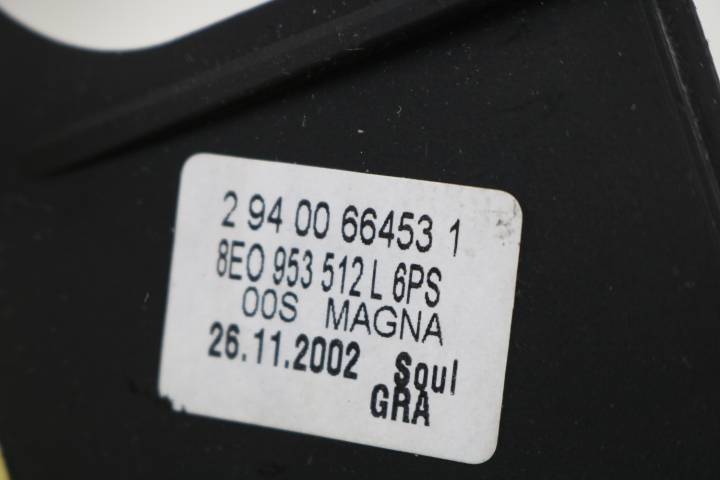 2 94 00 66453 1
8E0 953 512 L 6PS
00S MAGNA
26.11.2002 Soul
GRA